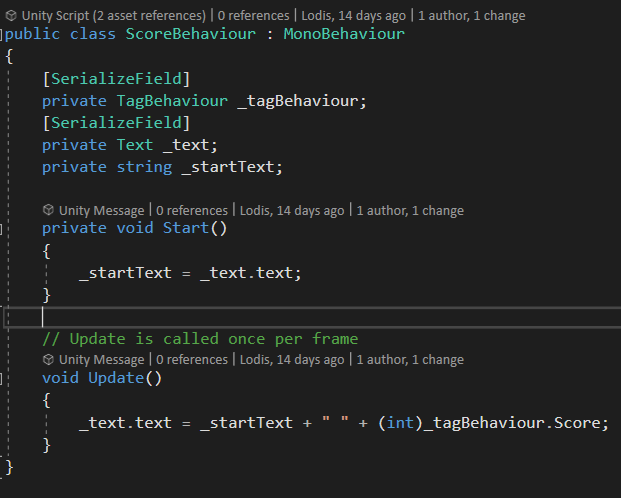 Unity Script (2 asset references) | 0 references | Lodis, 14 days ago | 1 author, 1 change
public class ScoreBehaviour : MonoBehaviour
{
[SerializeField]
private TagBehaviour _tagBehaviour;
[SerializeField]
private Text _text;
private string _startText;
Unity Message | 0 references | Lodis, 14 days ago | 1 author, 1 change
private void Start()
{
_startText = _text.text;
}
// Update is called once per frame
Unity Message | 0 references | Lodis, 14 days ago | 1 author, 1 change
void Update()
{
_text.text = _startText + " " + (int)_tagBehaviour.Score;
}
}